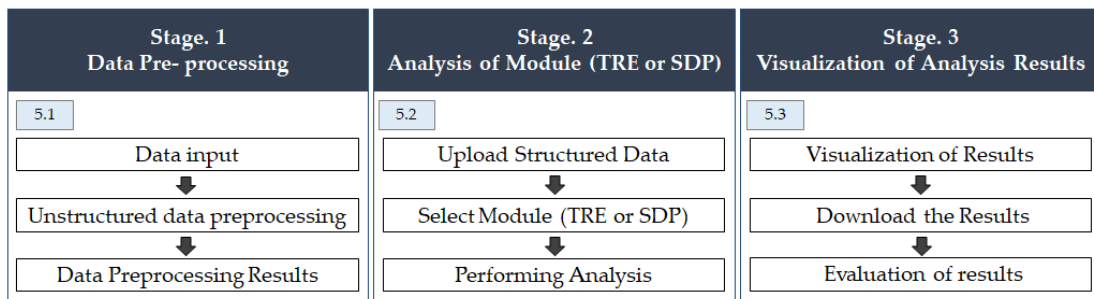 Stage. 1
Data Pre- processing
5.1
Data input
Unstructured data preprocessing
Data Preprocessing Results
Stage. 2
Analysis of Module (TRE or SDP)
5.2
Upload Structured Data
Select Module (TRE or SDP)
Performing Analysis
Stage. 3
Visualization of Analysis Results
5.3
Visualization of Results
Download the Results
Evaluation of results